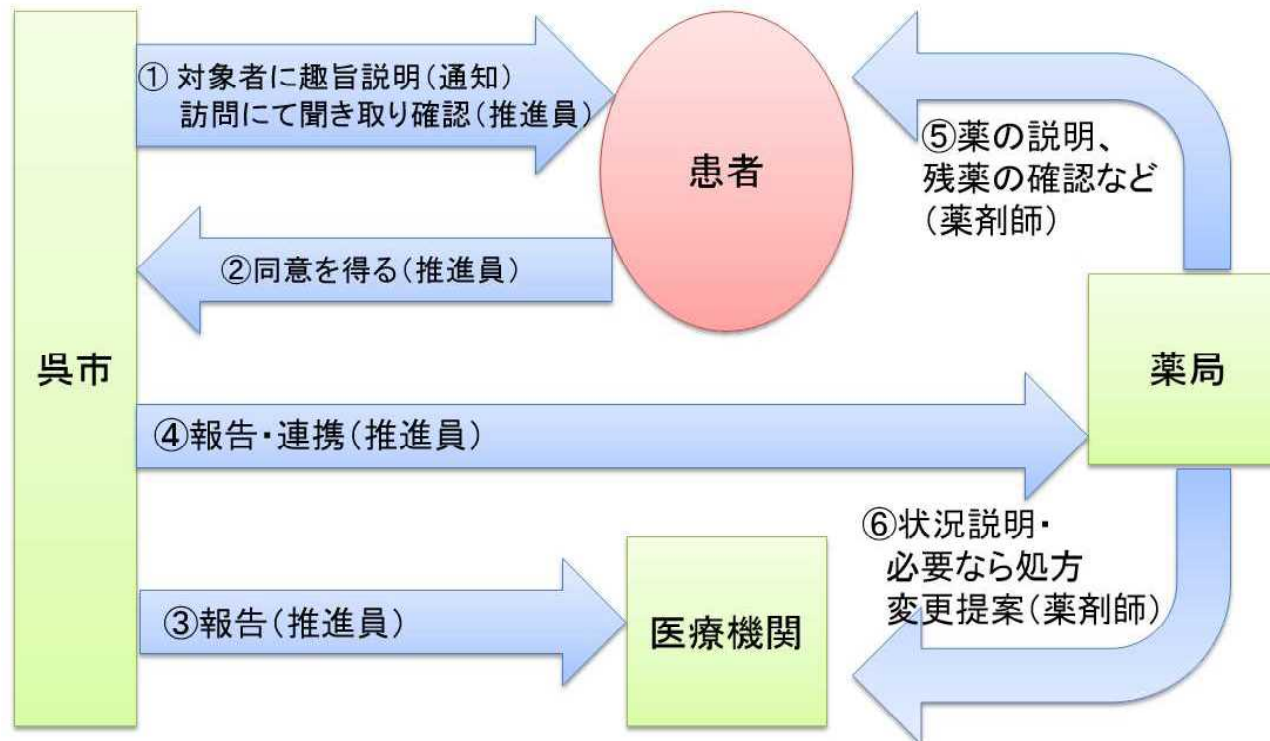 ① 対象者に趣旨説明(通知)
訪問にて聞き取り確認(推進員)
患者
⑤薬の説明、
残薬の確認など
(薬剤師)
②同意を得る(推進員)
呉市
薬局
④報告・連携(推進員)
⑥状況説明・
必要なら処方
変更提案(薬剤師)
③報告(推進員)
医療機関